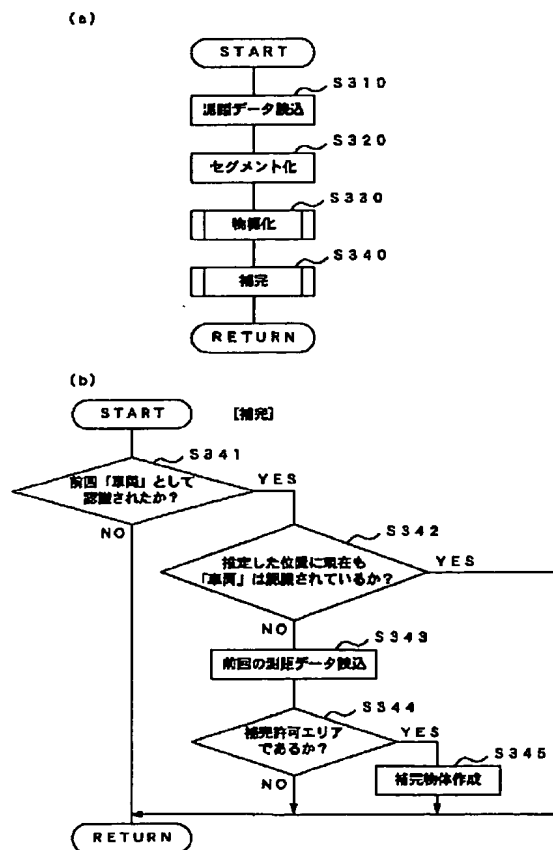 (a)
START
S310
測距データ読込
S320
セグメント化
S330
物標化
S340
補完
RETURN
(b)
START
[補完]
S341
前回「車両」として
認識されたか?
YES
NO
S342
推定した位置に現在も
「車両」は認識されているか?
YES
NO
S343
前回の測距データ読込
S344
補完許可エリア
であるか?
YES
NO
S345
補完物体作成
RETURN